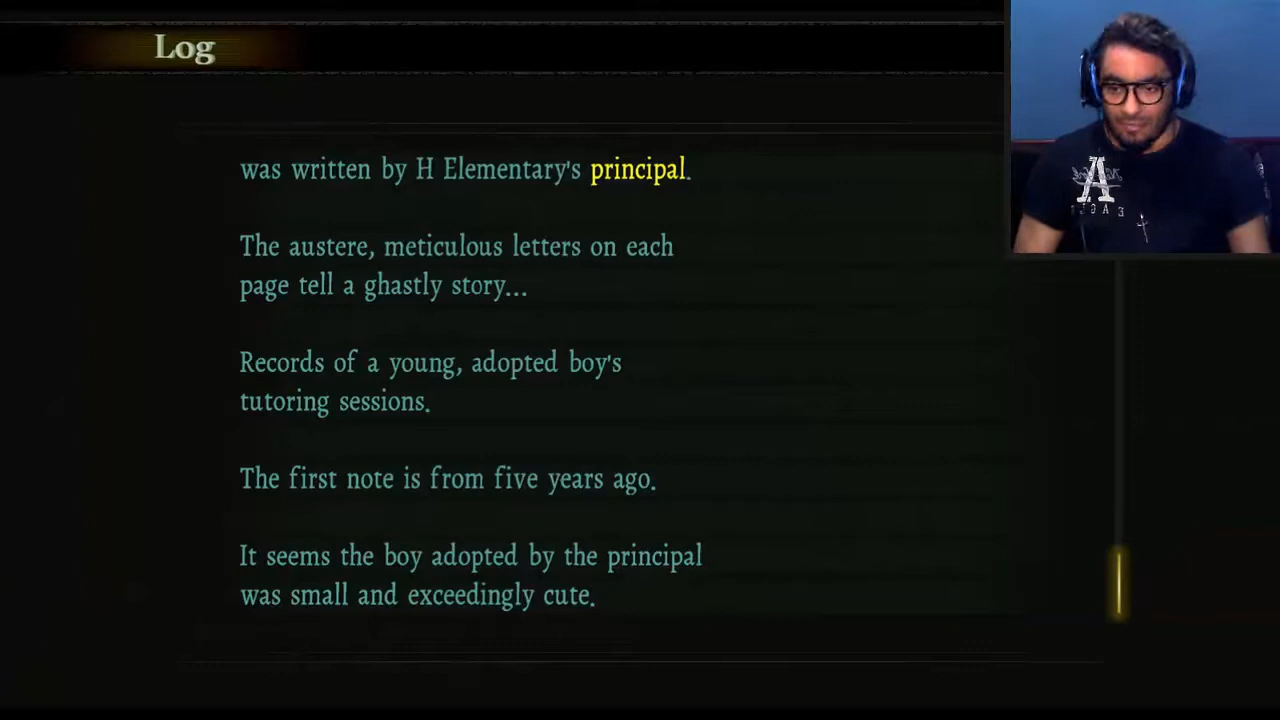 Log
was written by H Elementary's principal.
The austere, meticulous letters on each
page tell a ghastly story...
Records of a young, adopted boy's
tutoring sessions.
The first note is from five years ago.
It seems the boy adopted by the principal
was small and exceedingly cute.
A